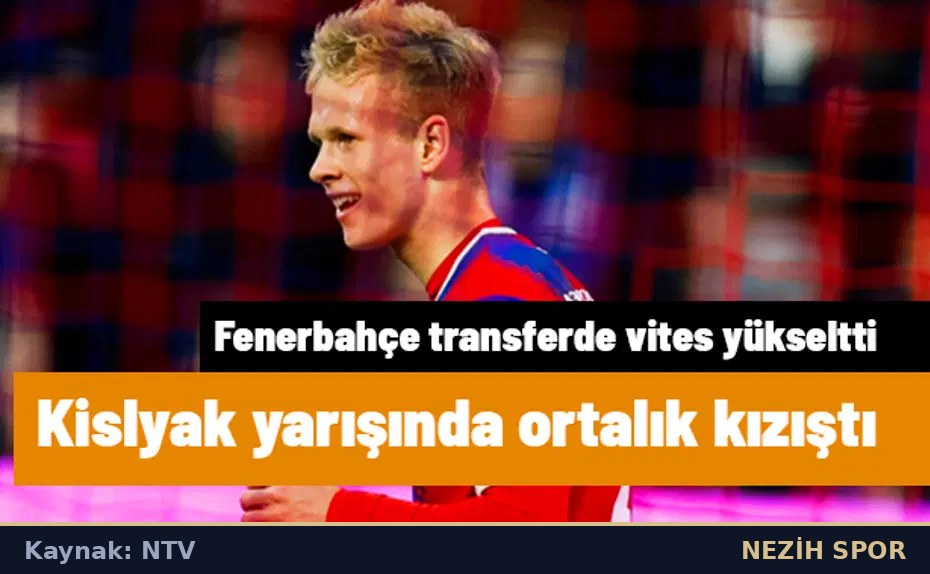 Fenerbahçe transferde vites yükseltti
Kislyak yarışında ortalık kızıştı
Kaynak: NTV
NEZİH SPOR